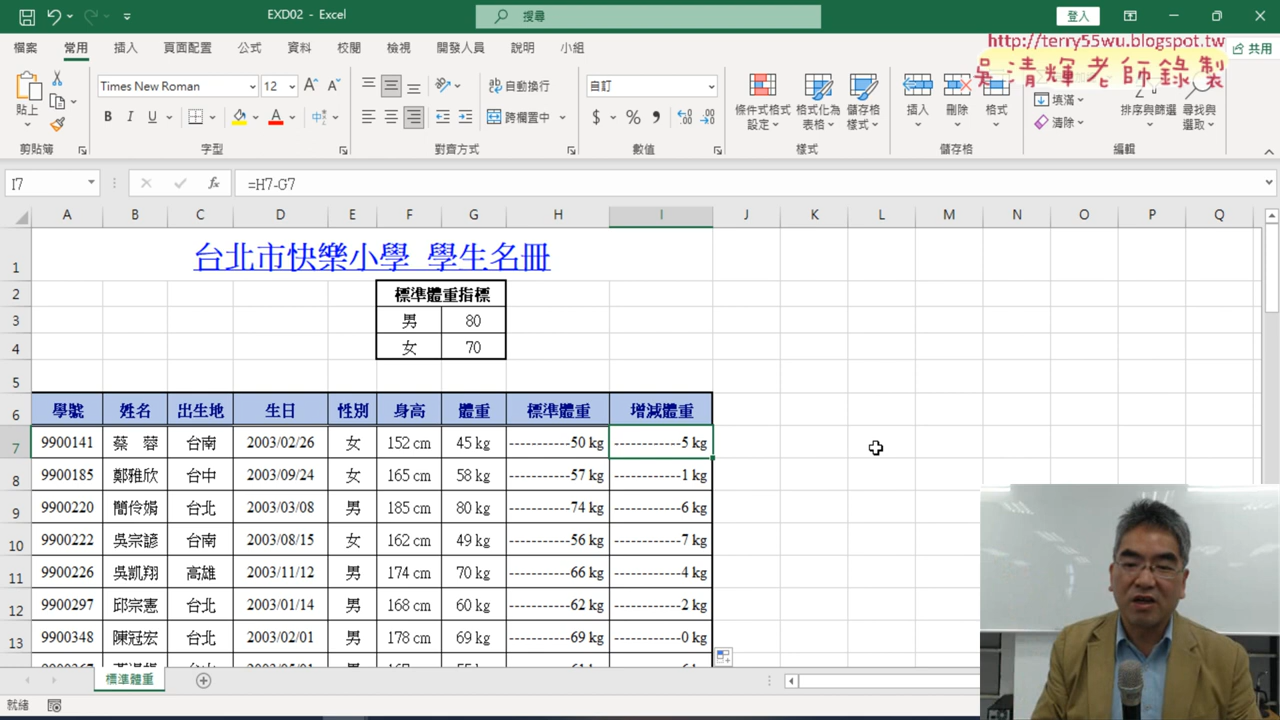 EXD02 - Excel
搜尋
登入
檔案 常用 插入 頁面配置 公式 資料 校閱 檢視 開發人員 說明 小組
共用
http://terry55wu.blogspot.tw
吳清輝老師錄製
貼上
Times New Roman 12
自動換行
跨欄置中
自訂
條件式格式設定
格式化為表格
儲存格樣式
插入 刪除 格式
填滿
清除
排序與篩選
尋找與選取
剪貼簿 字型 對齊方式 數值 樣式 儲存格 編輯
I7 fx =H7-G7
A B C D E F G H I J K L M N O P Q
1 台北市快樂小學 學生名冊
2 標準體重指標
3 男 80
4 女 70
5
6 學號 姓名 出生地 生日 性別 身高 體重 標準體重 增減體重
7 9900141 蔡 蓉 台南 2003/02/26 女 152 cm 45 kg ----------50 kg -----------5 kg
8 9900185 鄭雅欣 台中 2003/09/24 女 165 cm 58 kg ----------57 kg -----------1 kg
9 9900220 簡伶娟 台北 2003/03/08 男 185 cm 80 kg ----------74 kg -----------6 kg
10 9900222 吳宗諺 台南 2003/08/15 女 162 cm 49 kg ----------56 kg -----------7 kg
11 9900226 吳凱翔 高雄 2003/11/12 男 174 cm 70 kg ----------66 kg -----------4 kg
12 9900297 邱宗憲 台北 2003/01/14 男 168 cm 60 kg ----------62 kg -----------2 kg
13 9900348 陳冠宏 台北 2003/02/01 男 178 cm 69 kg ----------69 kg -----------0 kg
標準體重
就緒